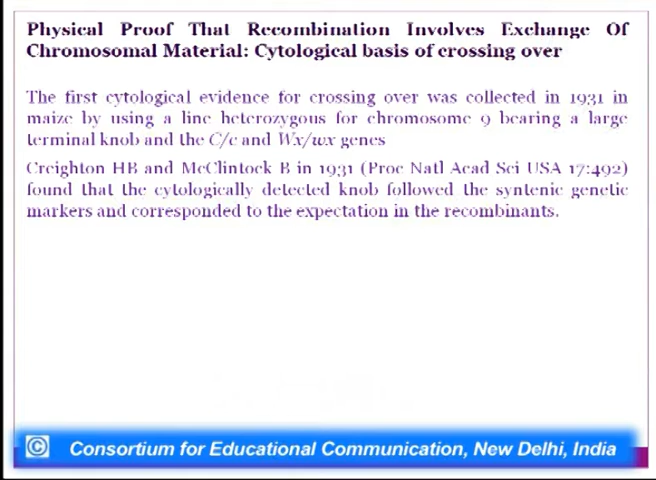 Physical Proof That Recombination Involves Exchange Of
Chromosomal Material: Cytological basis of crossing over
The first cytological evidence for crossing over was collected in 1931 in
maize by using a line heterozygous for chromosome 9 bearing a large
terminal knob and the C/c and Wx/wx genes
Creighton HB and McClintock B in 1931 (Proc Natl Acad Sci USA 17:492)
found that the cytologically detected knob followed the syntenic genetic
markers and corresponded to the expectation in the recombinants.
© Consortium for Educational Communication, New Delhi, India